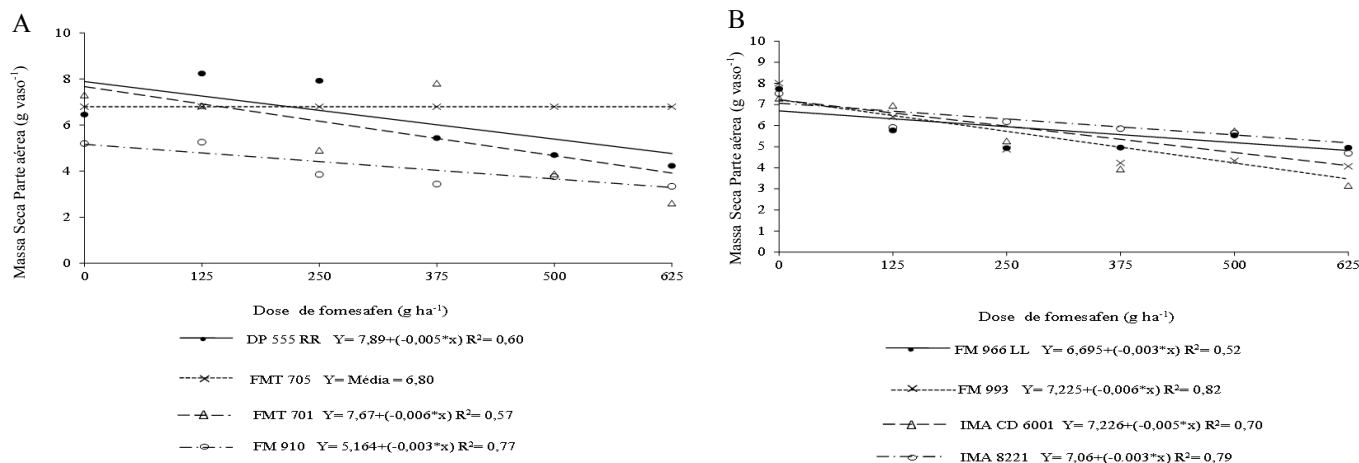 A
10
8
6
4
2
0
Massa Seca Parte aérea (g vaso⁻¹)
0 125 250 375 500 625
Dose de fomesafen (g ha⁻¹)
DP 555 RR Y= 7,89+(-0,005*x) R²= 0,60
FMT 705 Y= Média = 6,80
FMT 701 Y= 7,67+(-0,006*x) R²= 0,57
FM 910 Y= 5,164+(-0,003*x) R²= 0,77
B
10
9
8
7
6
5
4
3
2
1
0
Massa Seca Parte aérea (g vaso⁻¹)
0 125 250 375 500 625
Dose de fomesafen (g ha⁻¹)
FM 966 LL Y= 6,695+(-0,003*x) R²= 0,52
FM 993 Y= 7,225+(-0,006*x) R²= 0,82
IMA CD 6001 Y= 7,226+(-0,005*x) R²= 0,70
IMA 8221 Y= 7,06+(-0,003*x) R²= 0,79